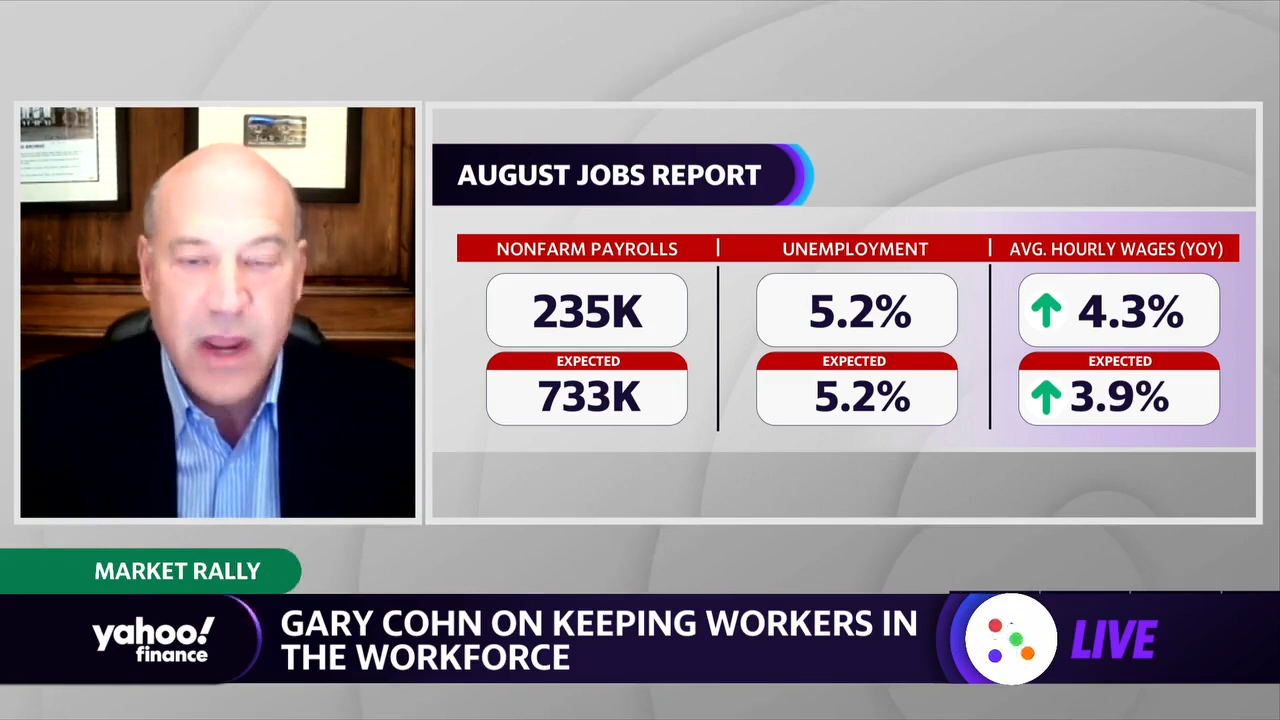 AUGUST JOBS REPORT
NONFARM PAYROLLS | UNEMPLOYMENT | AVG. HOURLY WAGES (YOY)
235K 5.2% 4.3%
EXPECTED EXPECTED EXPECTED
733K 5.2% 3.9%
MARKET RALLY
yahoo!
finance
GARY COHN ON KEEPING WORKERS IN
THE WORKFORCE
LIVE